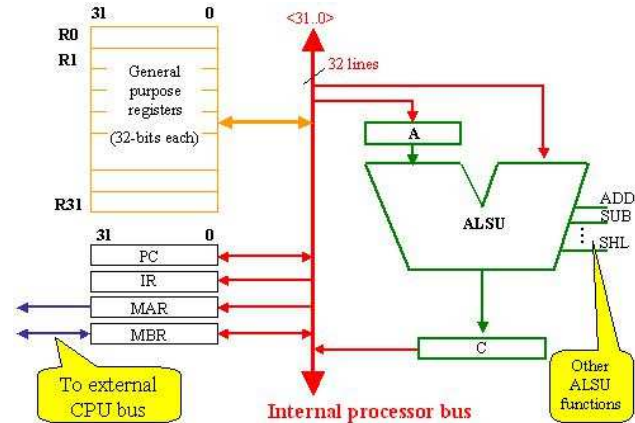 31 0
R0
R1
General
purpose
registers
(32-bits each)
R31
31 0
PC
IR
MAR
MBR
To external
CPU bus
<31..0>
32 lines
A
ALSU
ADD
SUB
⋮
SHL
C
Other
ALSU
functions
Internal processor bus